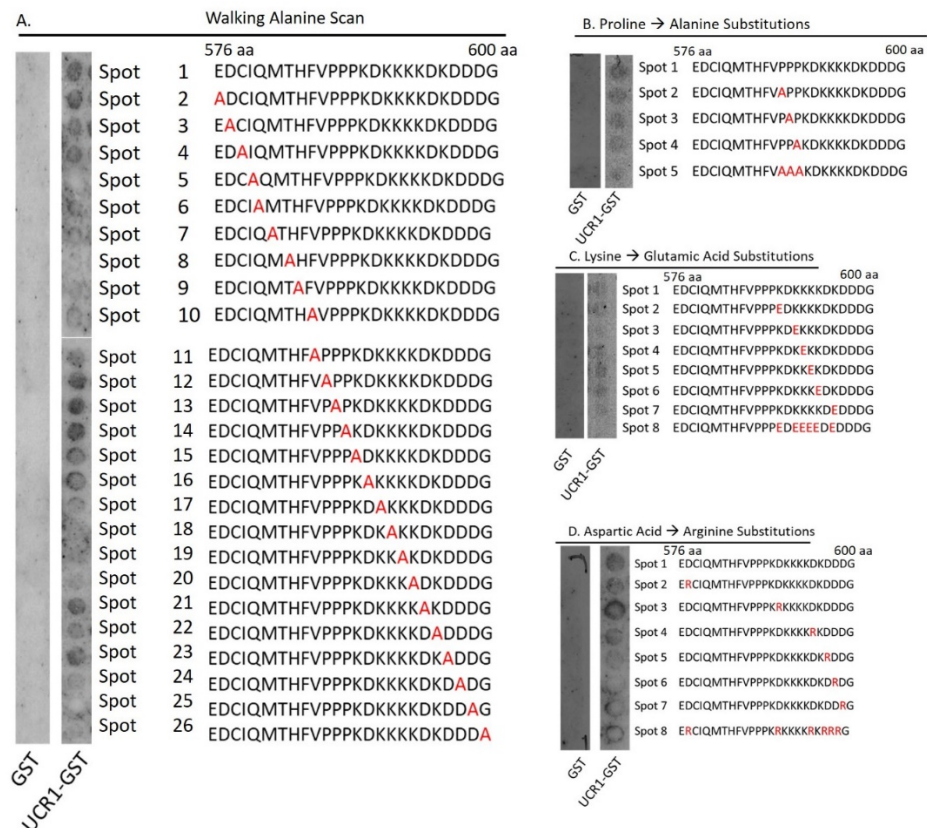 A.
Walking Alanine Scan
576 aa 600 aa
Spot 1 EDCIQMTHFVPPPKDKKKKDKDDDG
Spot 2 ADCIQMTHFVPPPKDKKKKDKDDDG
Spot 3 EACIQMTHFVPPPKDKKKKDKDDDG
Spot 4 EDAIQMTHFVPPPKDKKKKDKDDDG
Spot 5 EDCAQMTHFVPPPKDKKKKDKDDDG
Spot 6 EDCIAMTHFVPPPKDKKKKDKDDDG
Spot 7 EDCIQATHFVPPPKDKKKKDKDDDG
Spot 8 EDCIQMAHFVPPPKDKKKKDKDDDG
Spot 9 EDCIQMTAFVPPPKDKKKKDKDDDG
Spot 10 EDCIQMTHAVPPPKDKKKKDKDDDG
Spot 11 EDCIQMTHFAPPPKDKKKKDKDDDG
Spot 12 EDCIQMTHFVAPPKDKKKKDKDDDG
Spot 13 EDCIQMTHFVPAPKDKKKKDKDDDG
Spot 14 EDCIQMTHFVPPAKDKKKKDKDDDG
Spot 15 EDCIQMTHFVPPPADKKKKDKDDDG
Spot 16 EDCIQMTHFVPPPKAKKKKDKDDDG
Spot 17 EDCIQMTHFVPPPKDAKKKDKDDDG
Spot 18 EDCIQMTHFVPPPKDKAKKDKDDDG
Spot 19 EDCIQMTHFVPPPKDKKAKDKDDDG
Spot 20 EDCIQMTHFVPPPKDKKKADKDDDG
Spot 21 EDCIQMTHFVPPPKDKKKKAKDDDG
Spot 22 EDCIQMTHFVPPPKDKKKKDADDDG
Spot 23 EDCIQMTHFVPPPKDKKKKDKADDG
Spot 24 EDCIQMTHFVPPPKDKKKKDKDADG
Spot 25 EDCIQMTHFVPPPKDKKKKDKDDAG
Spot 26 EDCIQMTHFVPPPKDKKKKDKDDDA
GST UCR1-GST
B. Proline → Alanine Substitutions
576 aa 600 aa
Spot 1 EDCIQMTHFVPPPKDKKKKDKDDDG
Spot 2 EDCIQMTHFVAPPKDKKKKDKDDDG
Spot 3 EDCIQMTHFVPAPKDKKKKDKDDDG
Spot 4 EDCIQMTHFVPPAKDKKKKDKDDDG
Spot 5 EDCIQMTHFVAAAKDKKKKDKDDDG
GST UCR1-GST
C. Lysine → Glutamic Acid Substitutions
576 aa 600 aa
Spot 1 EDCIQMTHFVPPPKDKKKKDKDDDG
Spot 2 EDCIQMTHFVPPPEDKKKKDKDDDG
Spot 3 EDCIQMTHFVPPPKDEKKKDKDDDG
Spot 4 EDCIQMTHFVPPPKDKEKKDKDDDG
Spot 5 EDCIQMTHFVPPPKDKKEKDKDDDG
Spot 6 EDCIQMTHFVPPPKDKKKEDKDDDG
Spot 7 EDCIQMTHFVPPPKDKKKKDEDDDG
Spot 8 EDCIQMTHFVPPPEDEEEEDEDDDG
GST UCR1-GST
D. Aspartic Acid → Arginine Substitutions
576 aa 600 aa
Spot 1 EDCIQMTHFVPPPKDKKKKDKDDDG
Spot 2 ERCIQMTHFVPPPKDKKKKDKDDDG
Spot 3 EDCIQMTHFVPPPKRKKKKDKDDDG
Spot 4 EDCIQMTHFVPPPKDKKKKRKDDDG
Spot 5 EDCIQMTHFVPPPKDKKKKDKRDDG
Spot 6 EDCIQMTHFVPPPKDKKKKDKDRDG
Spot 7 EDCIQMTHFVPPPKDKKKKDKDDRG
Spot 8 ERCIQMTHFVPPPKRKKKKRKRRRG
GST UCR1-GST